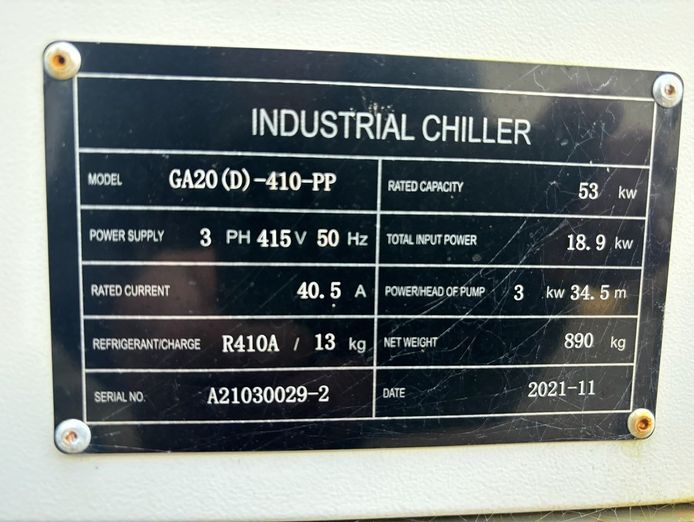 INDUSTRIAL CHILLER
MODEL GA20(D)-410-PP RATED CAPACITY 53 kw
POWER SUPPLY 3 PH 415 V 50 Hz TOTAL INPUT POWER 18.9 kw
RATED CURRENT 40.5 A POWER/HEAD OF PUMP 3 kw 34.5 m
REFRIGERANT/CHARGE R410A / 13 kg NET WEIGHT 890 kg
SERIAL NO. A21030029-2 DATE 2021-11